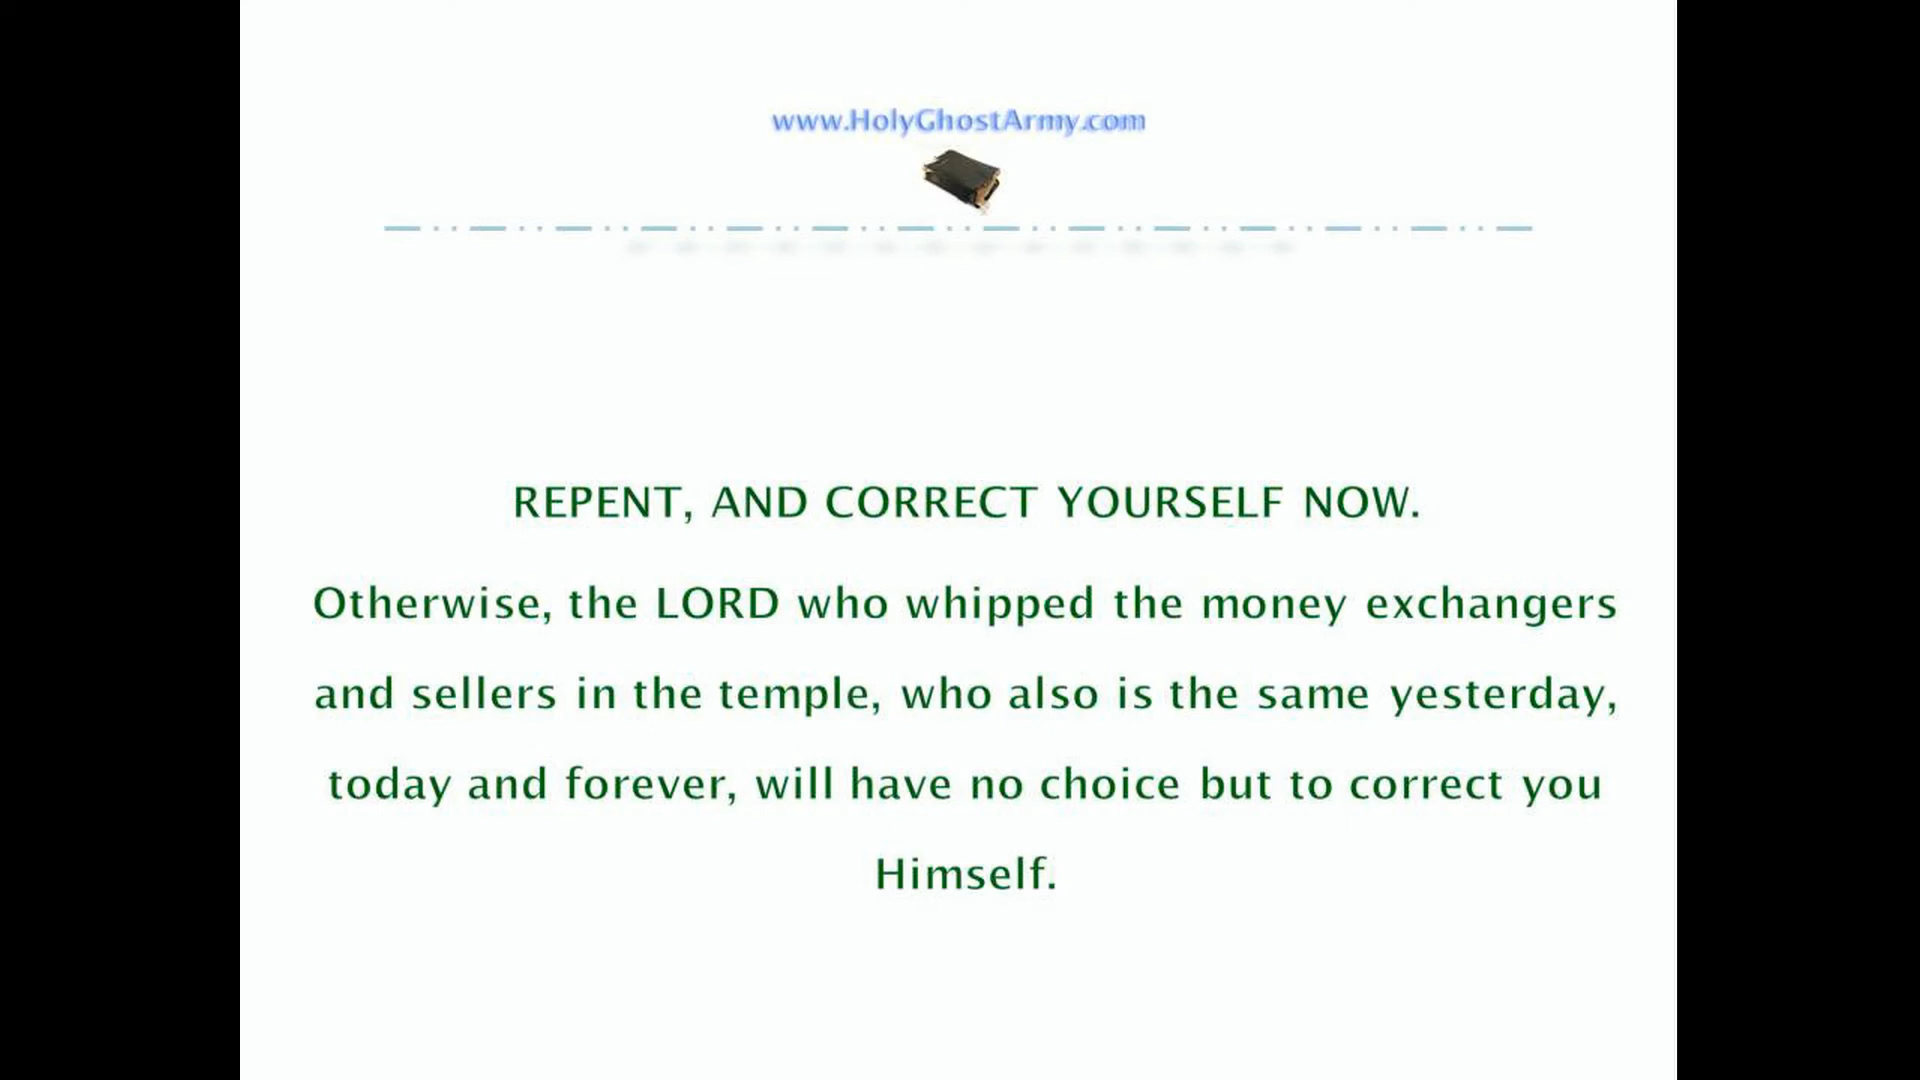 www.HolyGhostArmy.com
REPENT, AND CORRECT YOURSELF NOW.
Otherwise, the LORD who whipped the money exchangers
and sellers in the temple, who also is the same yesterday,
today and forever, will have no choice but to correct you
Himself.